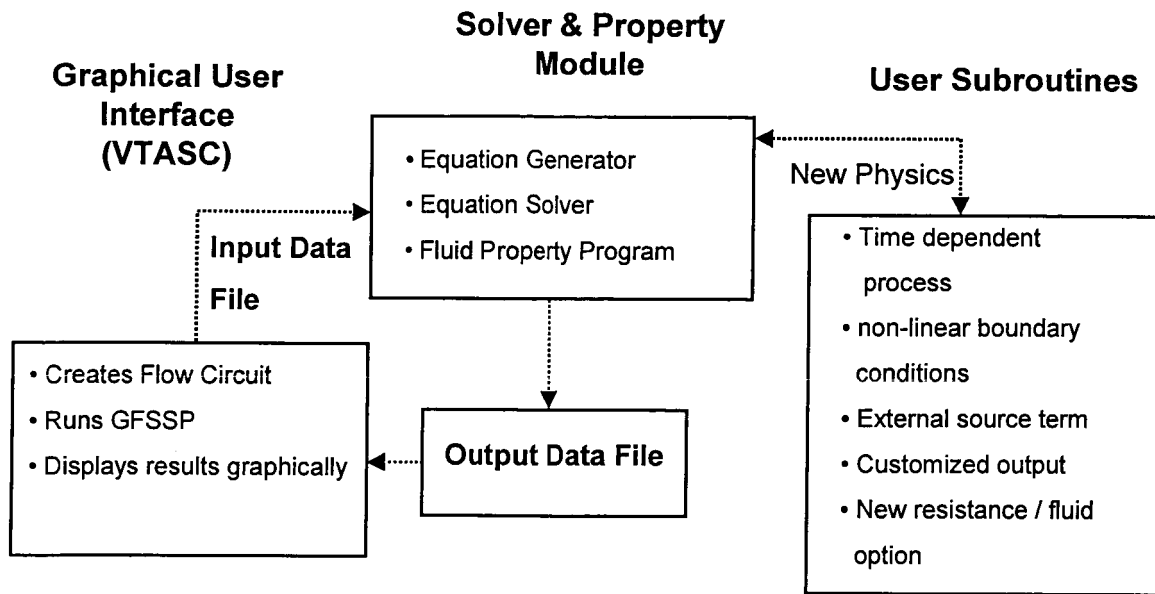 Solver & Property
Module
Graphical User
Interface
(VTASC)
User Subroutines
• Equation Generator
• Equation Solver
• Fluid Property Program
New Physics
Input Data
File
• Time dependent
process
• non-linear boundary
conditions
• External source term
• Customized output
• New resistance / fluid
option
• Creates Flow Circuit
• Runs GFSSP
• Displays results graphically
Output Data File